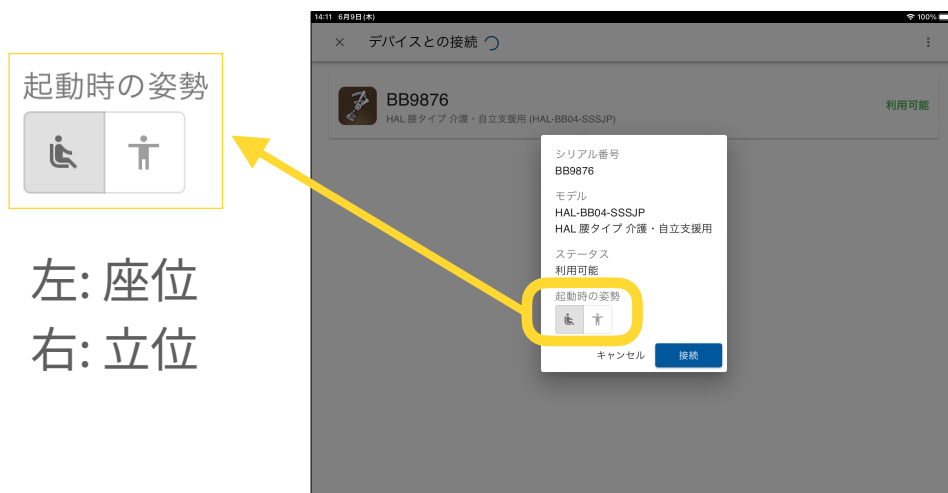 起動時の姿勢
左: 座位
右: 立位
14:11 6月9日(木)
100%
× デバイスとの接続
BB9876
HAL 腰タイプ 介護・自立支援用 (HAL-BB04-SSSJP)
利用可能
シリアル番号
BB9876
モデル
HAL-BB04-SSSJP
HAL 腰タイプ 介護・自立支援用
ステータス
利用可能
起動時の姿勢
キャンセル 接続